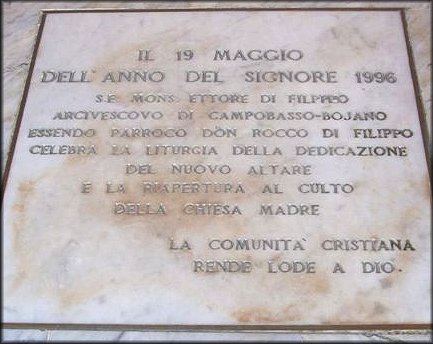 IL 19 MAGGIO
DELL'ANNO DEL SIGNORE 1996
S.E. MONS. ETTORE DI FILIPPO
ARCIVESCOVO DI CAMPOBASSO-BOJANO
ESSENDO PARROCO DON ROCCO DI FILIPPO
CELEBRA LA LITURGIA DELLA DEDICAZIONE
DEL NUOVO ALTARE
E LA RIAPERTURA AL CULTO
DELLA CHIESA MADRE
LA COMUNITA' CRISTIANA
RENDE LODE A DIO.